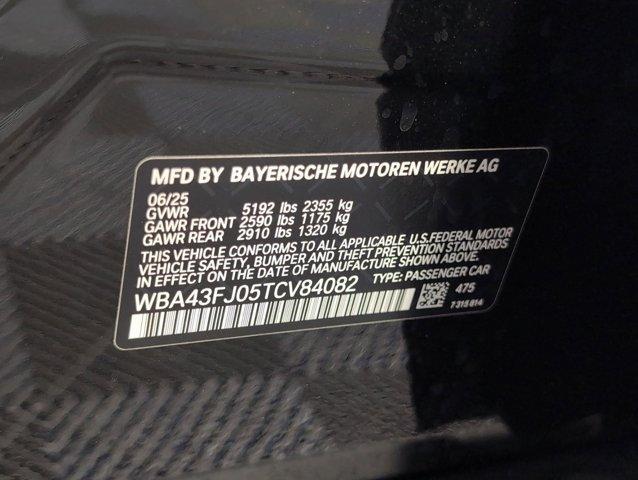 MFD BY BAYERISCHE MOTOREN WERKE AG
06/25
GVWR 5192 lbs 2355 kg
GAWR FRONT 2590 lbs 1175 kg
GAWR REAR 2910 lbs 1320 kg
THIS VEHICLE CONFORMS TO ALL APPLICABLE U.S.FEDERAL MOTOR
VEHICLE SAFETY, BUMPER AND THEFT PREVENTION STANDARDS
IN EFFECT ON THE DATE OF MANUFACTURE SHOWN ABOVE.
WBA43FJ05TCV84082 TYPE: PASSENGER CAR
475
7315814